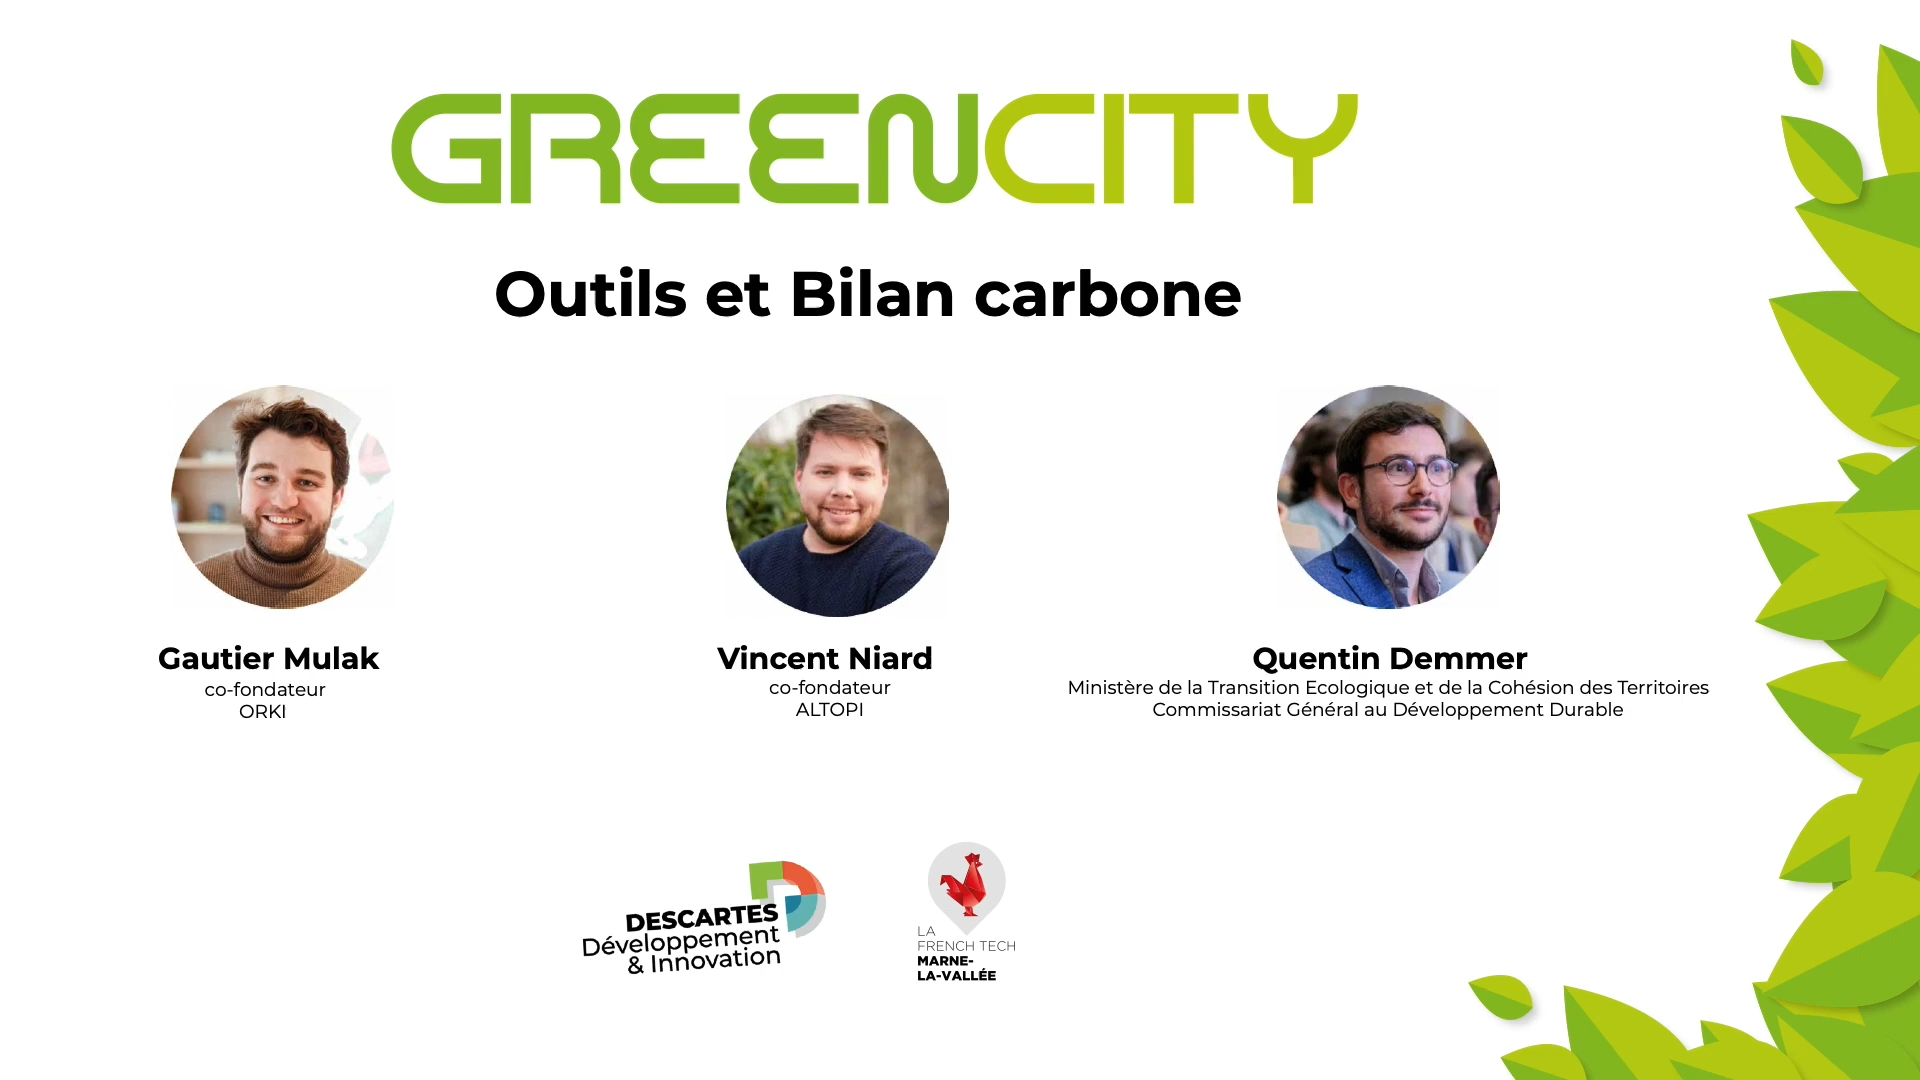 GREENCITY
Outils et Bilan carbone
Gautier Mulak
co-fondateur
ORKI
Vincent Niard
co-fondateur
ALTOPI
Quentin Demmer
Ministère de la Transition Ecologique et de la Cohésion des Territoires
Commissariat Général au Développement Durable
DESCARTES
Développement
& Innovation
LA
FRENCH TECH
MARNE-
LA-VALLÉE